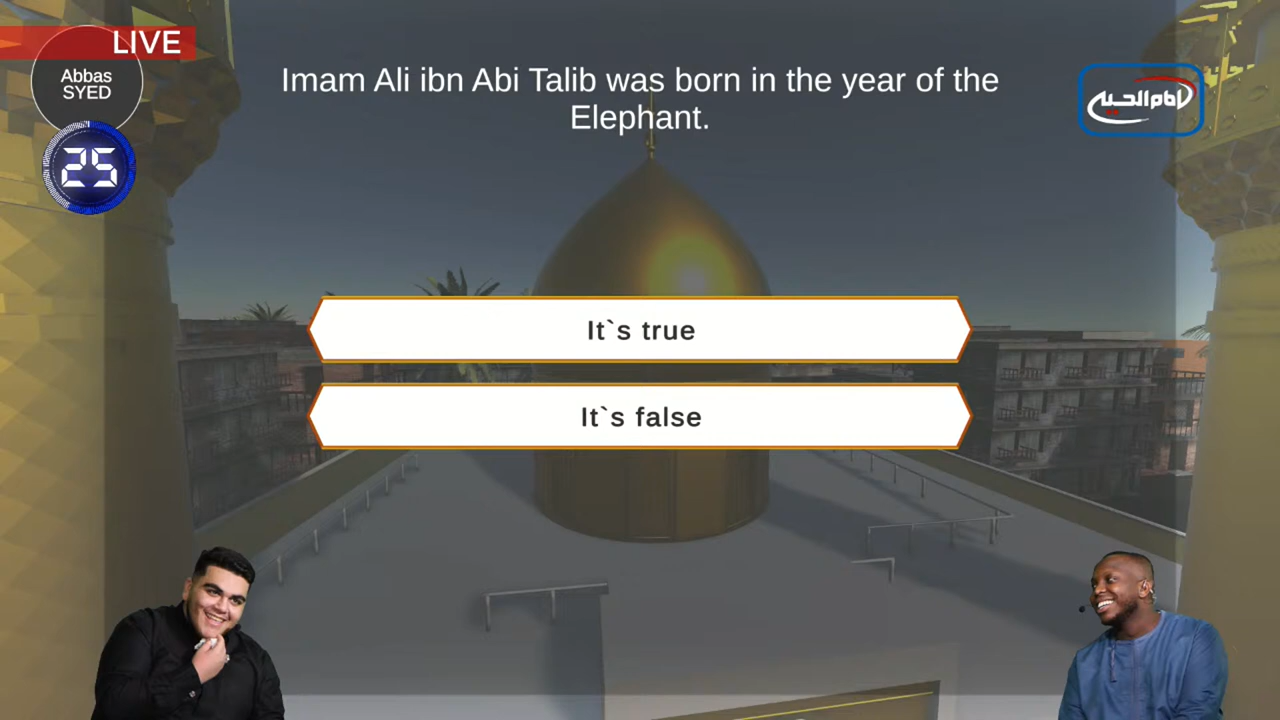 LIVE
Abbas
SYED
25
Imam Ali ibn Abi Talib was born in the year of the
Elephant.
It`s true
It`s false